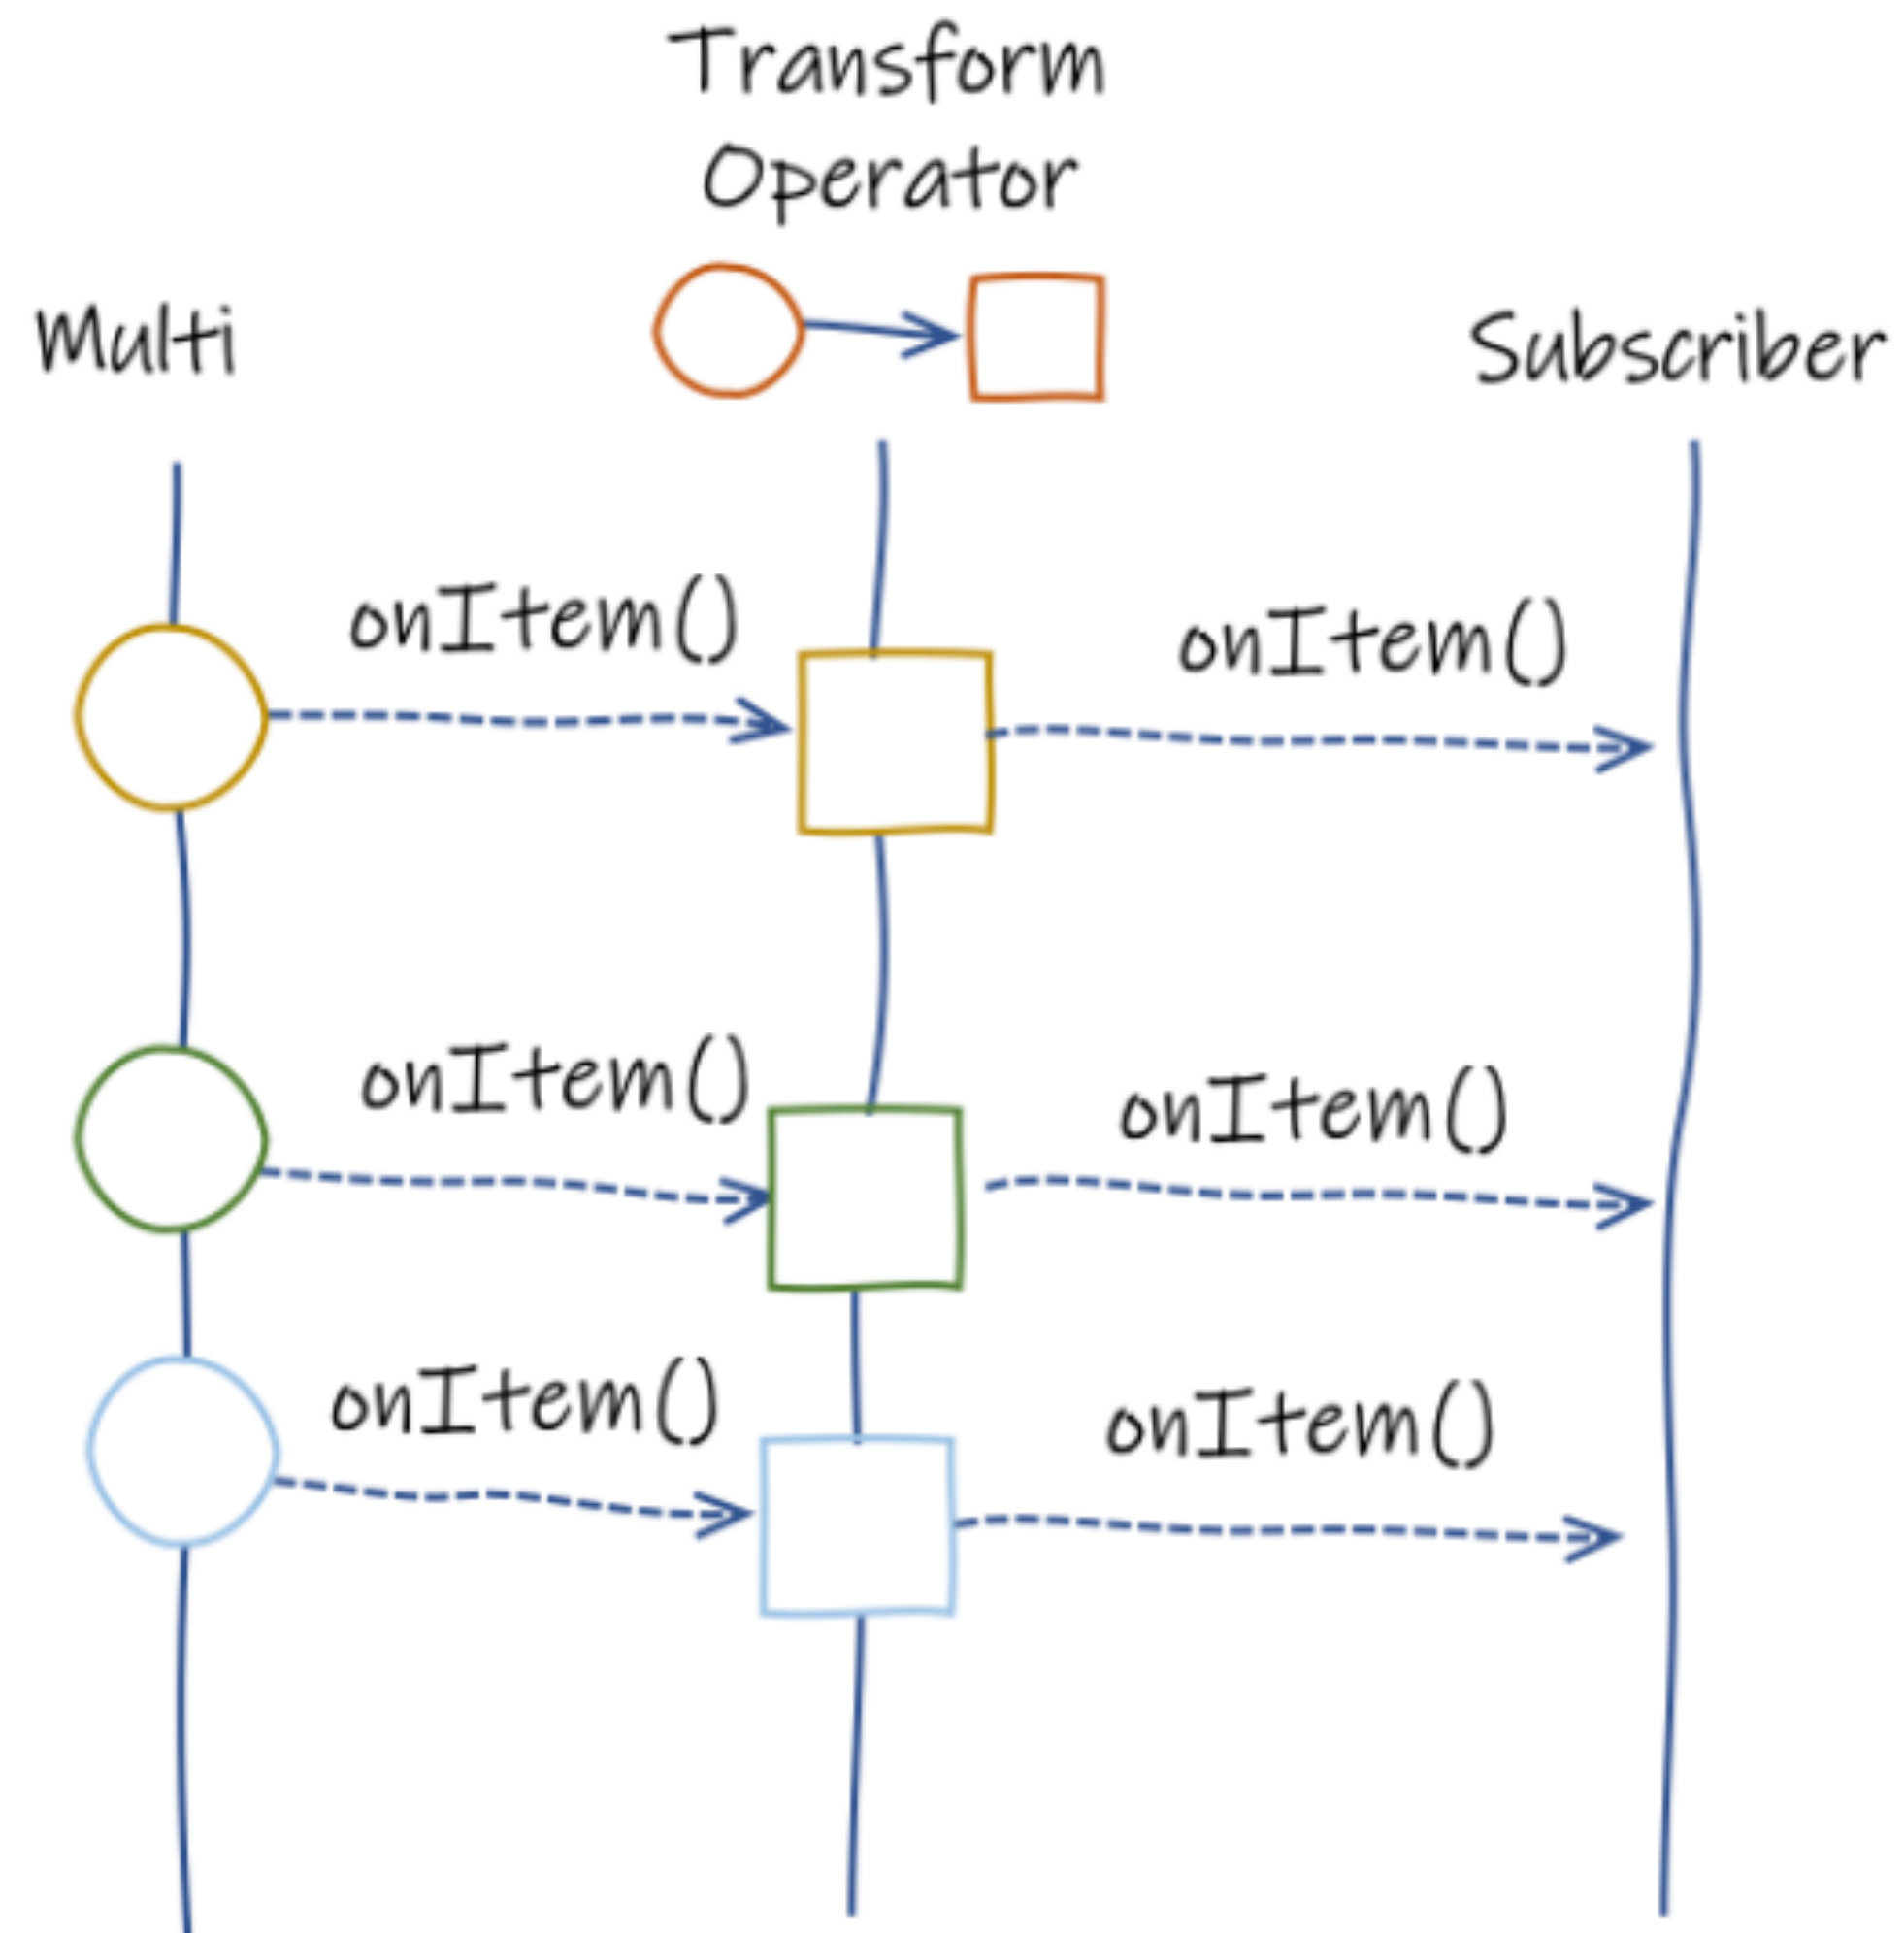 Transform
Operator
Multi
Subscriber
onItem()
onItem()
onItem()
onItem()
onItem()
onItem()